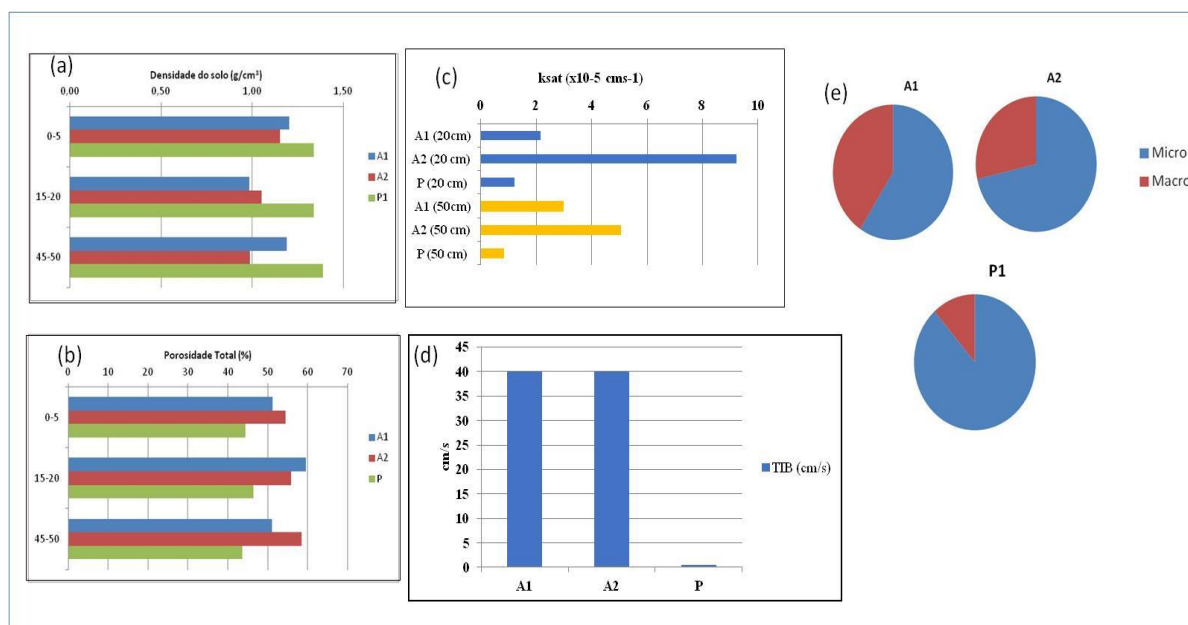 (a)
Densidade do solo (g/cm³)
0,00 0,50 1,00 1,50
0-5
15-20
45-50
A1
A2
P1
(b)
Porosidade Total (%)
0 10 20 30 40 50 60 70
0-5
15-20
45-50
A1
A2
P
(c)
ksat (x10-5 cms-1)
0 2 4 6 8 10
A1 (20cm)
A2 (20 cm)
P (20 cm)
A1 (50cm)
A2 (50 cm)
P (50 cm)
(d)
45
40
35
30
25
20
15
10
5
0
cm/s
A1 A2 P
TIB (cm/s)
(e)
A1
A2
Micro
Macro
P1